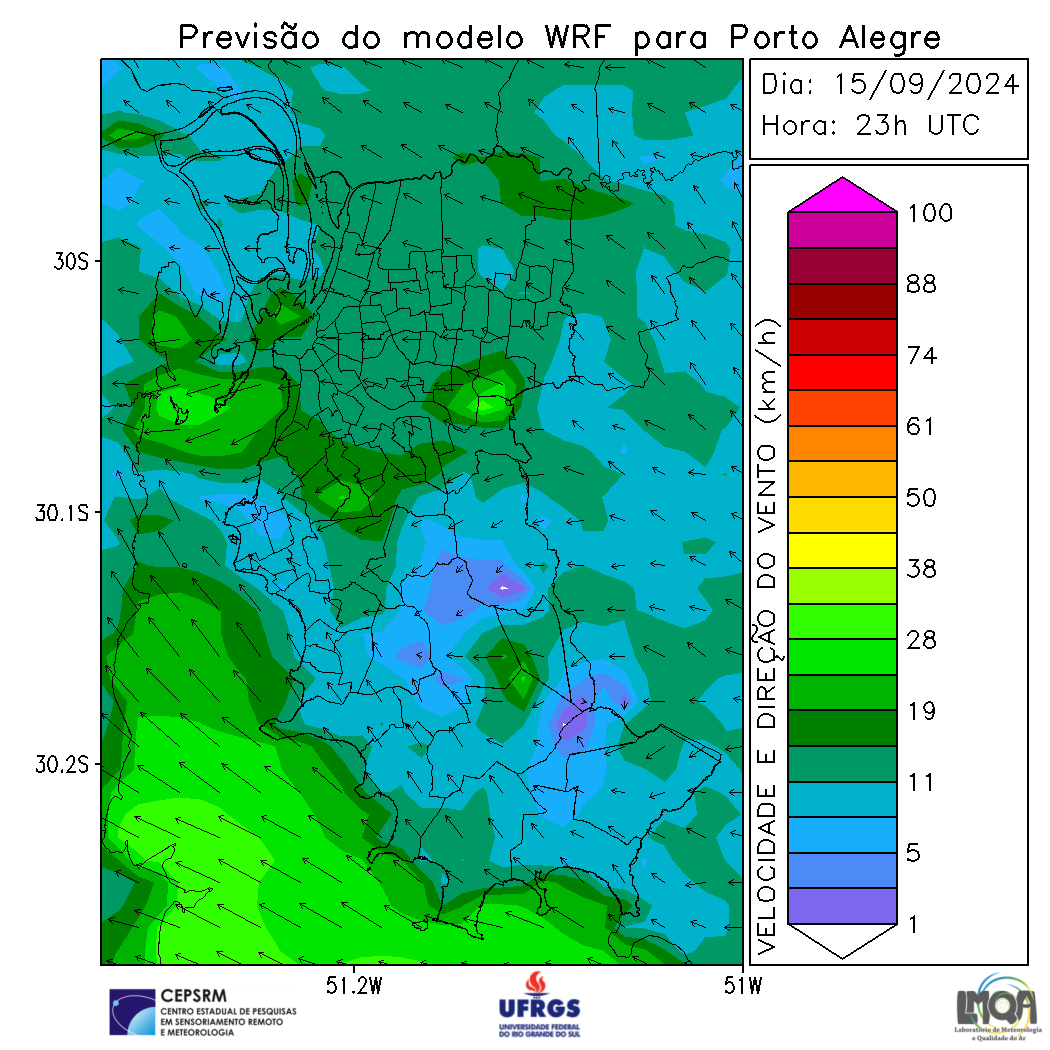 Previsão do modelo WRF para Porto Alegre
Dia: 15/09/2024
Hora: 23h UTC
30S
30.1S
30.2S
51.2W
51W
VELOCIDADE E DIREÇÃO DO VENTO (km/h)
100
88
74
61
50
38
28
19
11
5
1
CEPSRM
CENTRO ESTADUAL DE PESQUISAS
EM SENSORIAMENTO REMOTO
E METEOROLOGIA
UFRGS
UNIVERSIDADE FEDERAL
DO RIO GRANDE DO SUL
LMQA
Laboratório de Meteorologia
e Qualidade do Ar